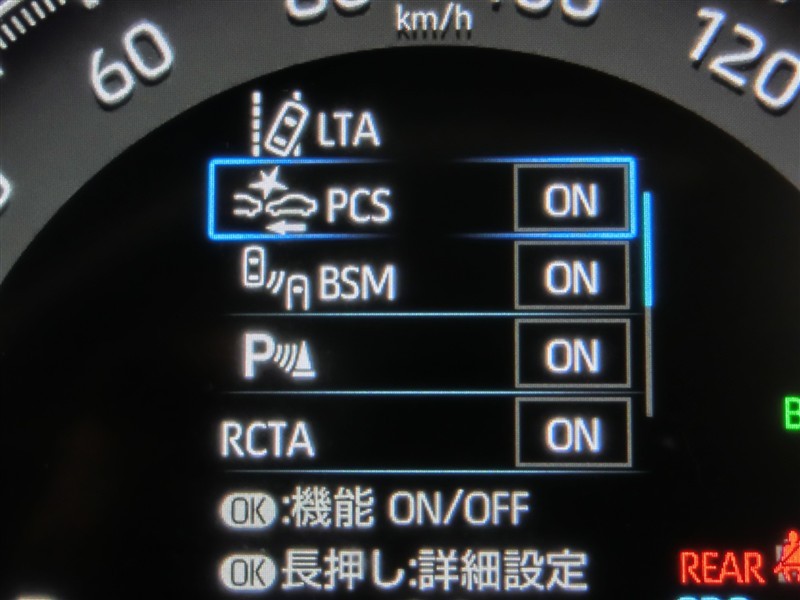 km/h
60
120
LTA
PCS ON
BSM ON
P ON
RCTA ON
OK:機能 ON/OFF
OK長押し:詳細設定
REAR